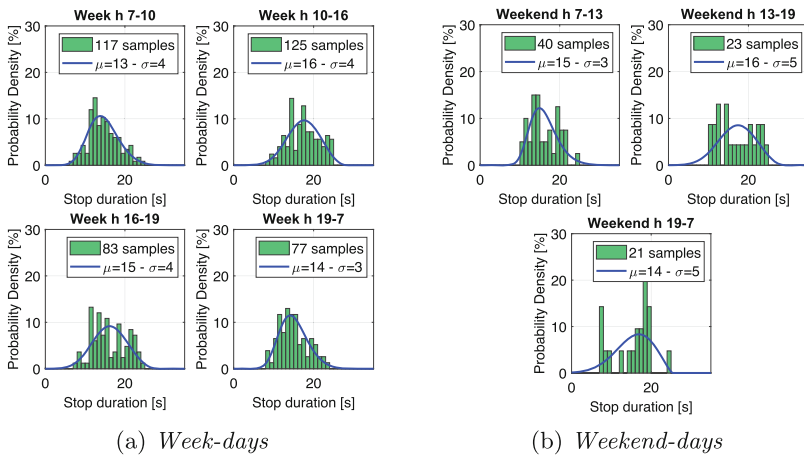 Week h 7-10
Probability Density [%]
30
20
10
0
117 samples
μ=13 - σ=4
0
20
Stop duration [s]
Week h 10-16
Probability Density [%]
30
20
10
0
125 samples
μ=16 - σ=4
0
20
Stop duration [s]
Week h 16-19
Probability Density [%]
30
20
10
0
83 samples
μ=15 - σ=4
0
20
Stop duration [s]
Week h 19-7
Probability Density [%]
30
20
10
0
77 samples
μ=14 - σ=3
0
20
Stop duration [s]
(a) Week-days
Weekend h 7-13
Probability Density [%]
30
20
10
0
40 samples
μ=15 - σ=3
0
20
Stop duration [s]
Weekend h 13-19
Probability Density [%]
30
20
10
0
23 samples
μ=16 - σ=5
0
20
Stop duration [s]
Weekend h 19-7
Probability Density [%]
30
20
10
0
21 samples
μ=14 - σ=5
0
20
Stop duration [s]
(b) Weekend-days